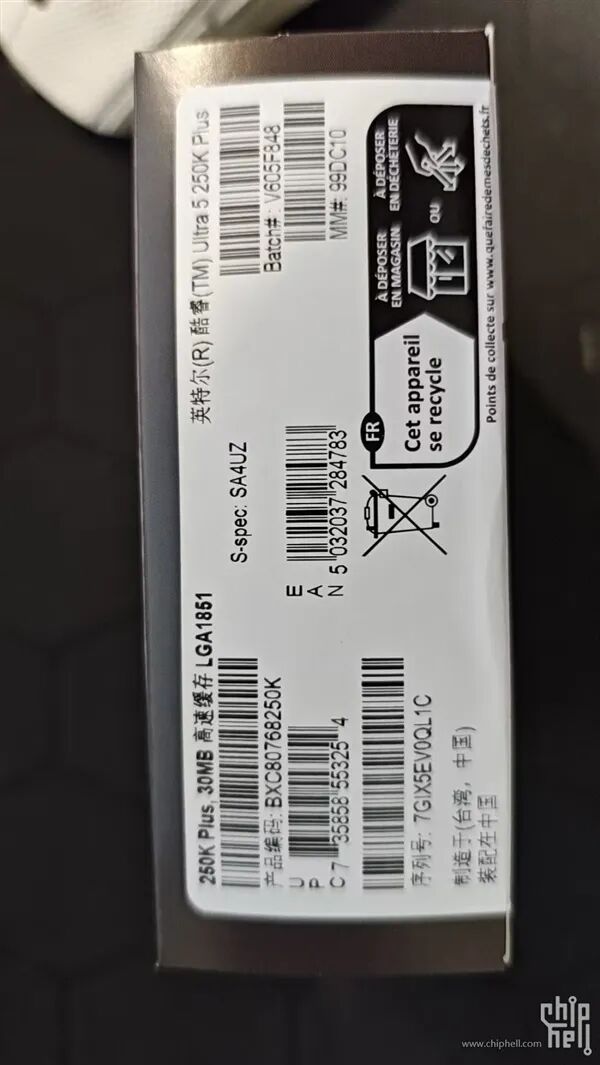 250K Plus, 30MB 高速缓存 LGA1851
英特尔(R) 酷睿(TM) Ultra 5 250K Plus
产品编码: BXC80768250K
S-spec: SA4UZ
Batch#: V605F848
UPC 7 35858 55325 4
EAN 5 032037 284783
MM#: 99DC10
序列号: 7GIX5EV0QL1C
制造于(台湾, 中国)
装配在中国
FR
Cet appareil
se recycle
À DÉPOSER
EN MAGASIN
OU
À DÉPOSER
EN DÉCHÈTERIE
Points de collecte sur www.quefairedemesdechets.fr
www.chiphell.com
chip
hell